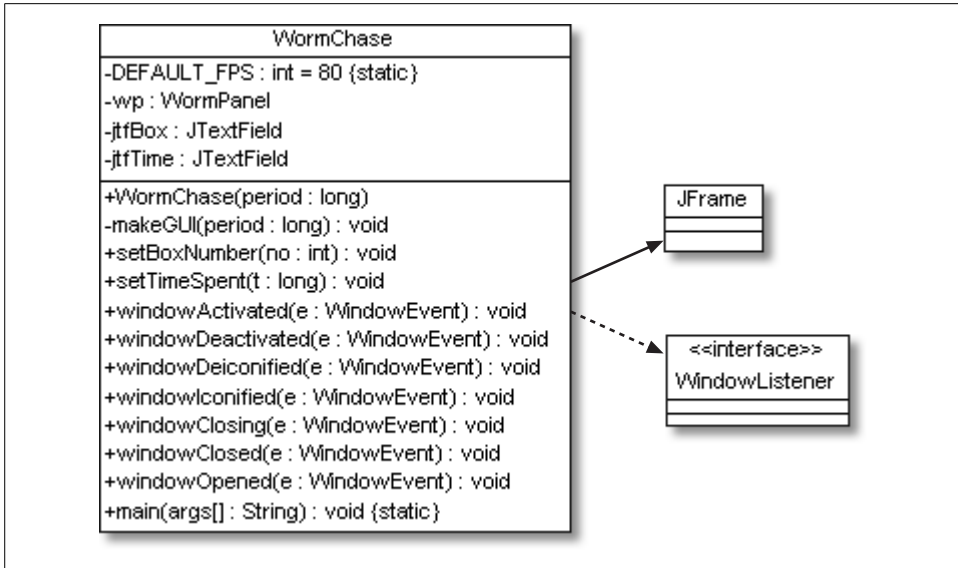 WormChase
-DEFAULT_FPS : int = 80 {static}
-wp : WormPanel
-jtfBox : JTextField
-jtfTime : JTextField
+WormChase(period : long)
-makeGUI(period : long) : void
+setBoxNumber(no : int) : void
+setTimeSpent(t : long) : void
+windowActivated(e : WindowEvent) : void
+windowDeactivated(e : WindowEvent) : void
+windowDeiconified(e : WindowEvent) : void
+windowIconified(e : WindowEvent) : void
+windowClosing(e : WindowEvent) : void
+windowClosed(e : WindowEvent) : void
+windowOpened(e : WindowEvent) : void
+main(args[] : String) : void {static}
JFrame
<<interface>>
WindowListener